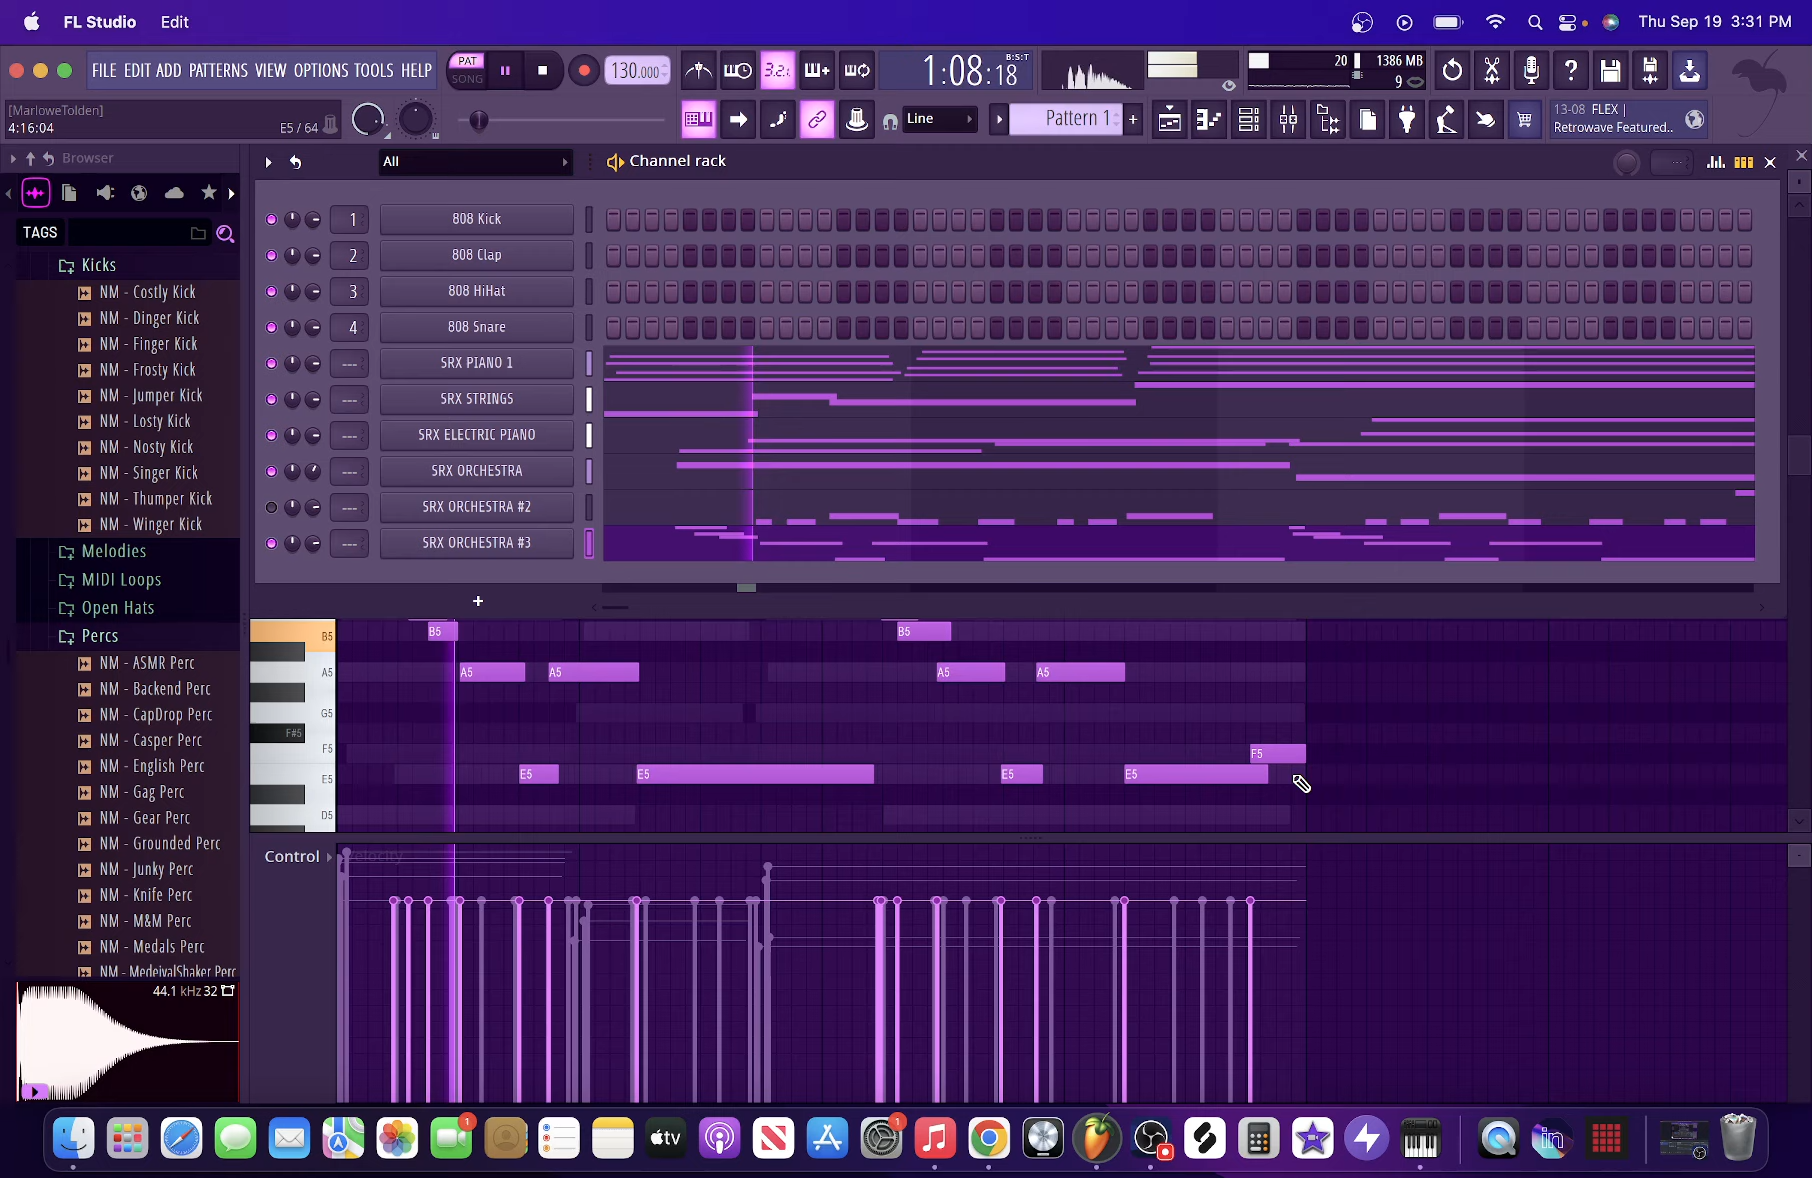 FL Studio Edit
Thu Sep 19 3:31 PM
FILE EDIT ADD PATTERNS VIEW OPTIONS TOOLS HELP
PAT
SONG
130.000
3.2.1
1:08:18
B:S:T
20
1386 MB
9
[MarloweTolden]
4:16:04
E5 / 64
Line
Pattern 1
+
13-08 FLEX |
Retrowave Featured..
Browser
All
Channel rack
TAGS
Kicks
NM - Costly Kick
NM - Dinger Kick
NM - Finger Kick
NM - Frosty Kick
NM - Jumper Kick
NM - Losty Kick
NM - Nosty Kick
NM - Singer Kick
NM - Thumper Kick
NM - Winger Kick
Melodies
MIDI Loops
Open Hats
Percs
NM - ASMR Perc
NM - Backend Perc
NM - CapDrop Perc
NM - Casper Perc
NM - English Perc
NM - Gag Perc
NM - Gear Perc
NM - Grounded Perc
NM - Junky Perc
NM - Knife Perc
NM - M&M Perc
NM - Medals Perc
NM - MedeivalShaker Perc
44.1 kHz 32
1 808 Kick
2 808 Clap
3 808 HiHat
4 808 Snare
--- SRX PIANO 1
--- SRX STRINGS
--- SRX ELECTRIC PIANO
--- SRX ORCHESTRA
--- SRX ORCHESTRA #2
--- SRX ORCHESTRA #3
+
B5 B5 B5
A5 A5 A5 A5 A5
G5
F#5
F5 F5
E5 E5 E5 E5 E5
D5
Control Velocity
1
tv
1
in